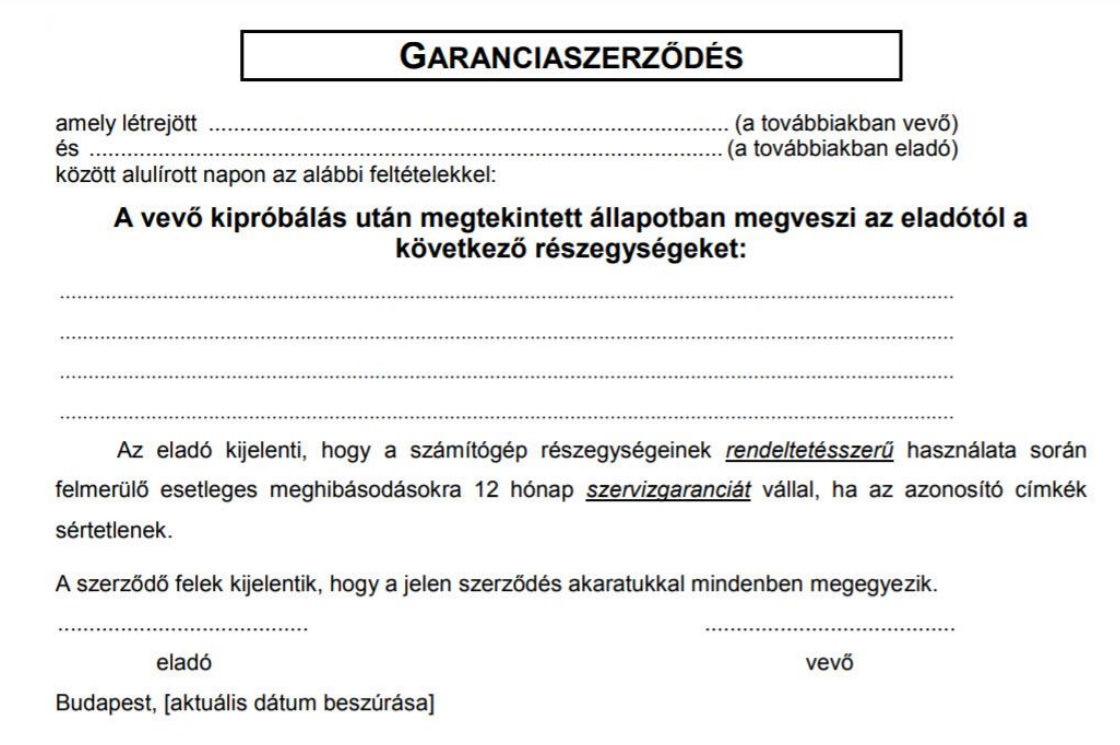 GARANCIASZERZŐDÉS
amely létrejött .................................................................................... (a továbbiakban vevő)
és ...................................................................................................... (a továbbiakban eladó)
között alulírott napon az alábbi feltételekkel:
A vevő kipróbálás után megtekintett állapotban megveszi az eladótól a
következő részegységeket:
................................................................................................................................................
................................................................................................................................................
................................................................................................................................................
................................................................................................................................................
Az eladó kijelenti, hogy a számítógép részegységeinek rendeltetésszerű használata során
felmerülő esetleges meghibásodásokra 12 hónap szervizgaranciát vállal, ha az azonosító címkék
sértetlenek.
A szerződő felek kijelentik, hogy a jelen szerződés akaratukkal mindenben megegyezik.
........................................ ........................................
eladó vevő
Budapest, [aktuális dátum beszúrása]